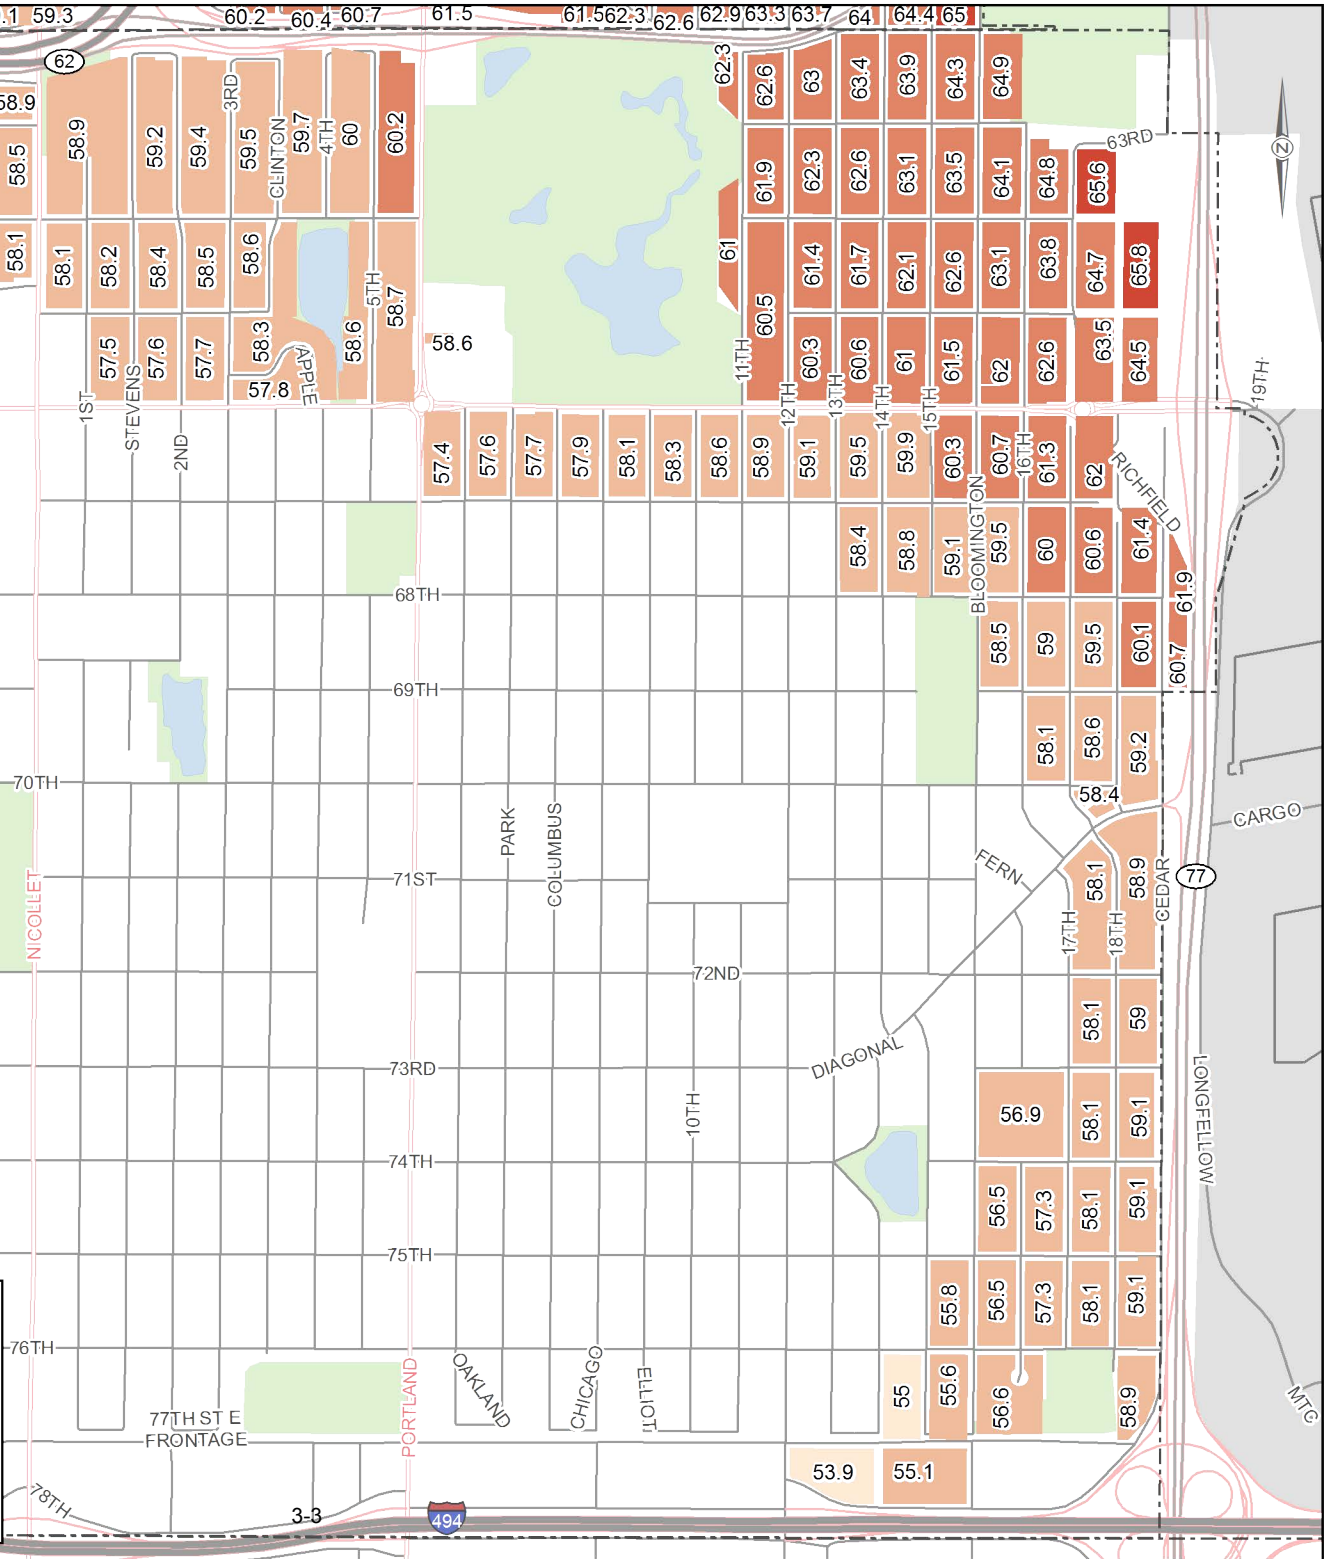 .1 59.3 60.2 60.4 60.7 61.5 61.5 62.3 62.6 62.9 63.3 63.7 64 64.4 65
62
58.9 58.9 59.2 3RD 59.4 59.5 CLINTON 59.7 4TH 60 60.2 62.3 62.6 63 63.4 63.9 64.3 64.9
58.5 61.9 62.3 62.6 63.1 63.5 64.1 64.8 63RD 65.6
58.1 58.1 58.2 58.4 58.5 58.6 5TH 58.7 61 60.5 61.4 61.7 62.1 62.6 63.1 63.8 64.7 65.8
57.5 57.6 57.7 58.3 57.8 APPLE 58.6 58.6 11TH 60.3 60.6 61 61.5 62 62.6 63.5 64.5
1ST STEVENS 2ND 12TH 13TH 14TH 15TH 16TH 19TH
57.4 57.6 57.7 57.9 58.1 58.3 58.6 58.9 59.1 59.5 59.9 60.3 60.7 61.3 62 RICHFIELD
58.4 58.8 59.1 BLOOMINGTON 59.5 60 60.6 61.4 61.9
68TH
58.5 59 59.5 60.1 60.7
69TH
58.1 58.6 59.2
70TH
58.4
CARGO
PARK COLUMBUS
FERN 58.1 58.9 CEDAR 77
71ST
NICOLLET 17TH 18TH
72ND
58.1 59
DIAGONAL
73RD
LONGFELLOW
10TH 56.9 58.1 59.1
74TH
56.5 57.3 58.1 59.1
75TH
55.8 56.5 57.3 58.1 59.1
76TH
PORTLAND OAKLAND CHICAGO ELLIOT 55 55.6 56.6 58.9 MTC
77TH ST E
FRONTAGE
53.9 55.1
78TH
3-3
494
N